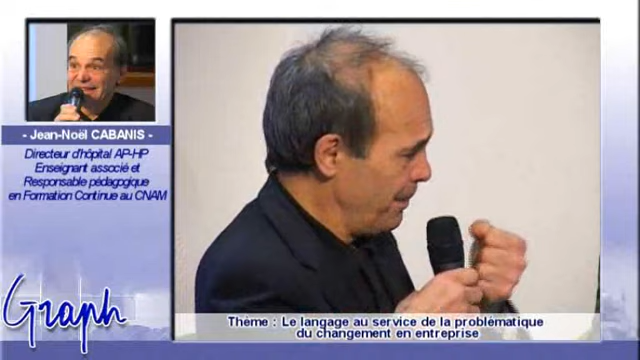 - Jean-Noël CABANIS -
Directeur d'hôpital AP-HP
Enseignant associé et
Responsable pédagogique
en Formation Continue au CNAM
Graph
Thème : Le langage au service de la problématique
du changement en entreprise